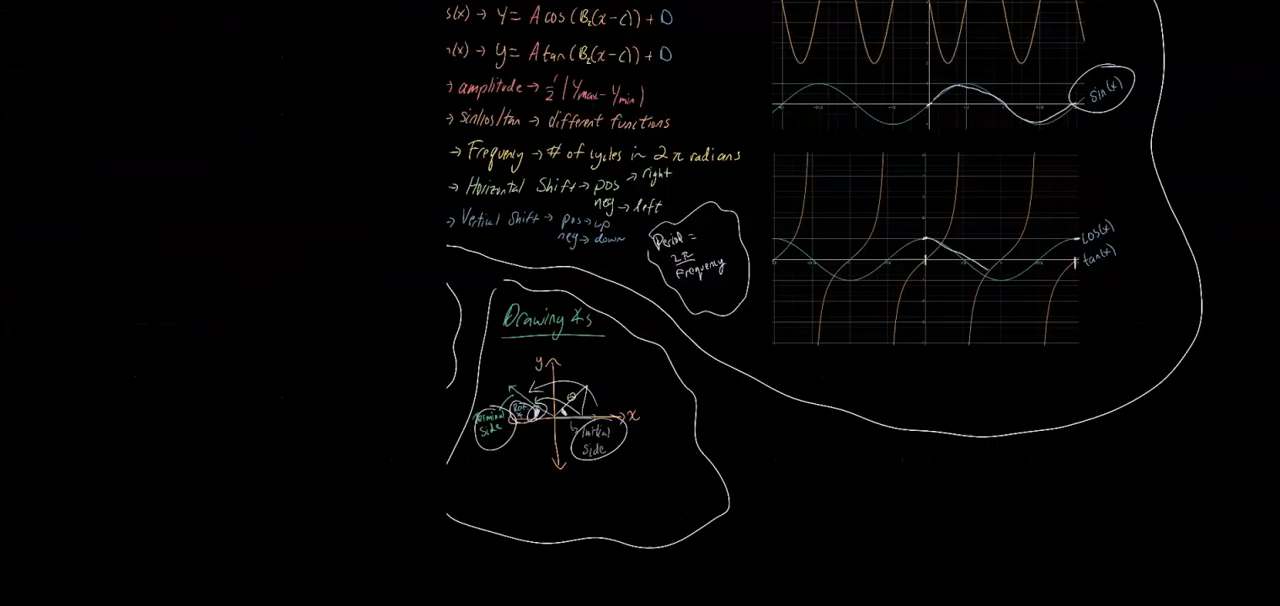 s(x) → y = A cos(B₂(x-c)) + D
n(x) → y = A tan(B₂(x-c)) + D
→ amplitude → ½ |Ymax - Ymin|
→ sin/cos/tan → different functions
→ Frequency → # of cycles in 2π radians
→ Horizontal Shift → pos → right
neg → left
→ Vertical Shift → pos → up
neg → down
Period =
2π
Frequency
sin(x)
cos(x)
tan(x)
Drawing ∡s
y
x
Terminal
Side
Initial
Side